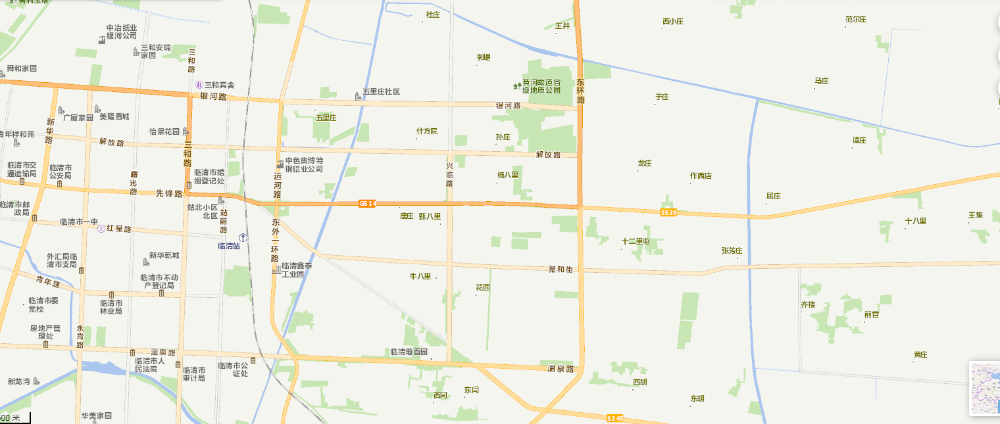 舍利宝塔
杜庄
王井
西小庄
范尔庄
中冶纸业
银河公司
三和安瑞
家园
三和路
郭堤
舜和家园
三和宾舍
银河路
五里庄社区
黄河故道省
级地质公园
东环路
马庄
于庄
银河路
广厦家园
美隆香城
新华路
五里庄
怡景花园
什方院
孙庄
谭庄
青年祥和苑
解放路
三和路
解放路
临清市交
通运输局
临清市
公安局
曙光路
临清市婚
姻登记处
中色奥博特
铜铝业公司
运河路
兴临路
杨八里
龙庄
作西店
先锋路
屈庄
G514
S520
临清市邮
政局
站北小区
北区
站前路
唐庄
甄八里
十八里
王集
临清市一中
红星路
东外一环路
临清站
十二里屯
张芳庄
外汇局临
清市支局
新华乾城
临清鑫泰
工业园
聚和街
青年路
临清市不动
产登记局
牛八里
花园
临清市委
党校
临清市
林业局
齐楼
前营
房地产管
理处
永青路
温泉路
临清葡香园
温泉路
黄庄
临清市人
民法院
临清市
审计局
临清市公
证处
新龙湾
西闫
东闫
西胡
东胡
华美家园
S245
500 米